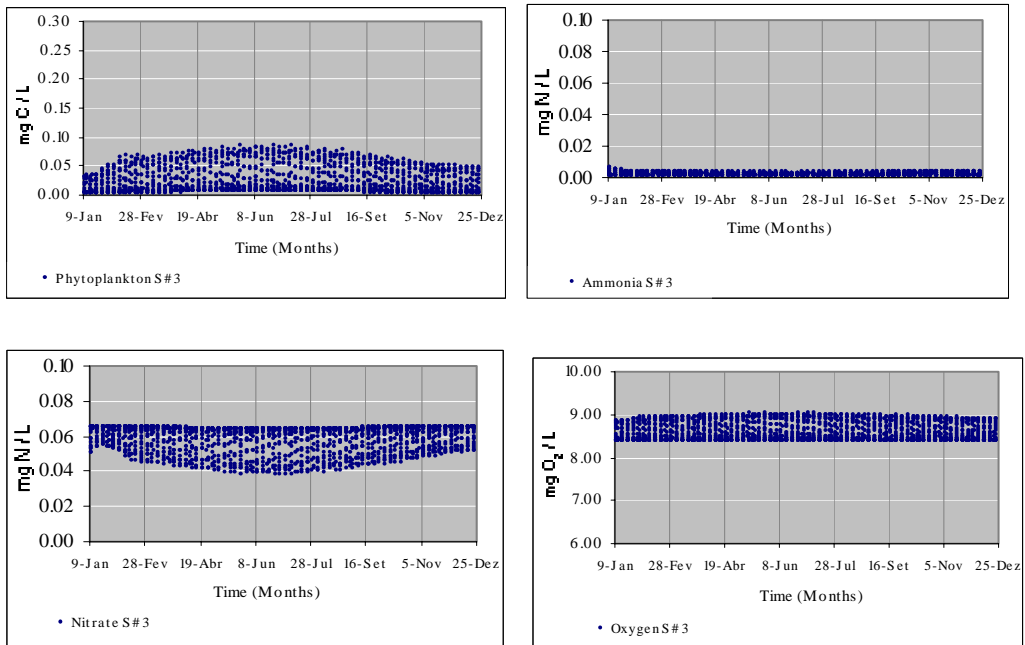 mg C / L
0.30
0.25
0.20
0.15
0.10
0.05
0.00
9-Jan 28-Fev 19-Abr 8-Jun 28-Jul 16-Set 5-Nov 25-Dez
Time (Months)
Phytoplankton S#3
mg N / L
0.10
0.08
0.06
0.04
0.02
0.00
9-Jan 28-Fev 19-Abr 8-Jun 28-Jul 16-Set 5-Nov 25-Dez
Time (Months)
Ammonia S#3
mg N / L
0.10
0.08
0.06
0.04
0.02
0.00
9-Jan 28-Fev 19-Abr 8-Jun 28-Jul 16-Set 5-Nov 25-Dez
Time (Months)
Nitrate S#3
mg O₂ / L
10.00
9.00
8.00
7.00
6.00
9-Jan 28-Fev 19-Abr 8-Jun 28-Jul 16-Set 5-Nov 25-Dez
Time (Months)
Oxygen S#3